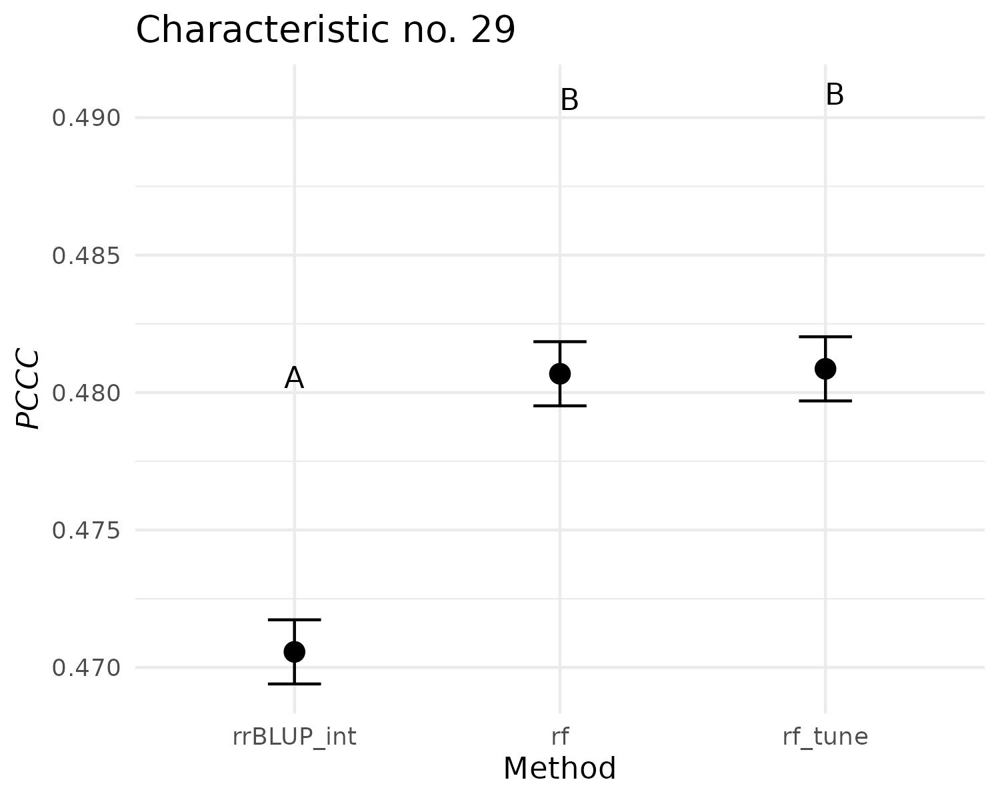 Characteristic no. 29
PCCC
0.490
0.485
0.480
0.475
0.470
A
B
B
rrBLUP_int
rf
rf_tune
Method